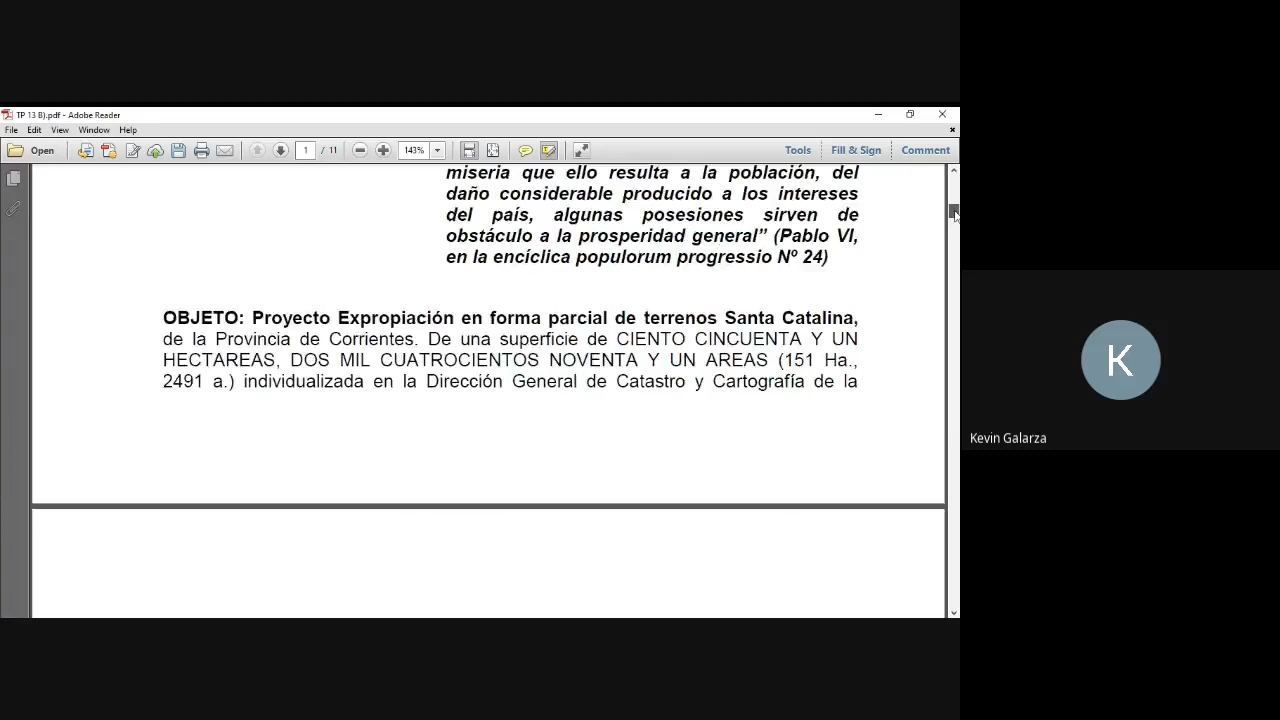 TP 13 B).pdf - Adobe Reader
File Edit View Window Help
Open 1 / 11 143% Tools Fill & Sign Comment
miseria que ello resulta a la población, del
daño considerable producido a los intereses
del país, algunas posesiones sirven de
obstáculo a la prosperidad general” (Pablo VI,
en la encíclica populorum progressio Nº 24)
OBJETO: Proyecto Expropiación en forma parcial de terrenos Santa Catalina,
de la Provincia de Corrientes. De una superficie de CIENTO CINCUENTA Y UN
HECTAREAS, DOS MIL CUATROCIENTOS NOVENTA Y UN AREAS (151 Ha.,
2491 a.) individualizada en la Dirección General de Catastro y Cartografía de la
K
Kevin Galarza